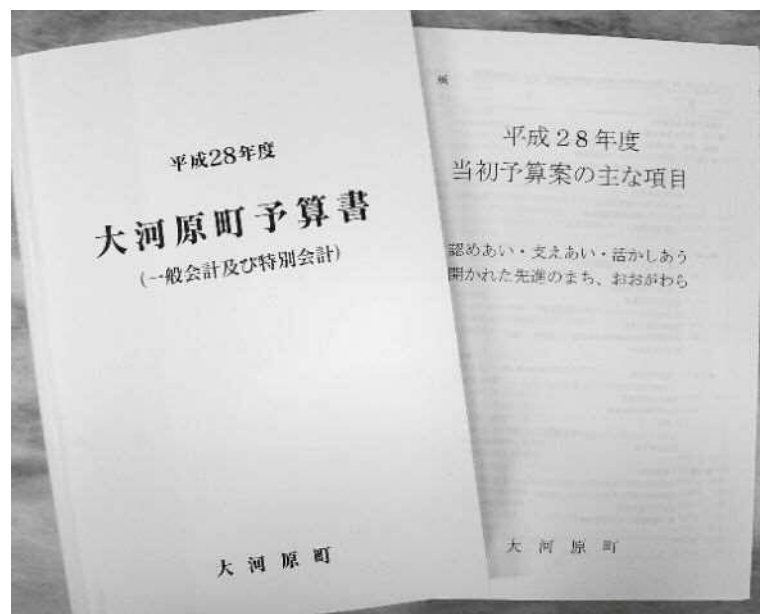 平成28年度
大河原町予算書
(一般会計及び特別会計)
大河原町
平成28年度
当初予算案の主な項目
認めあい・支えあい・活かしあう
開かれた先進のまち、おおがわら
大河原町